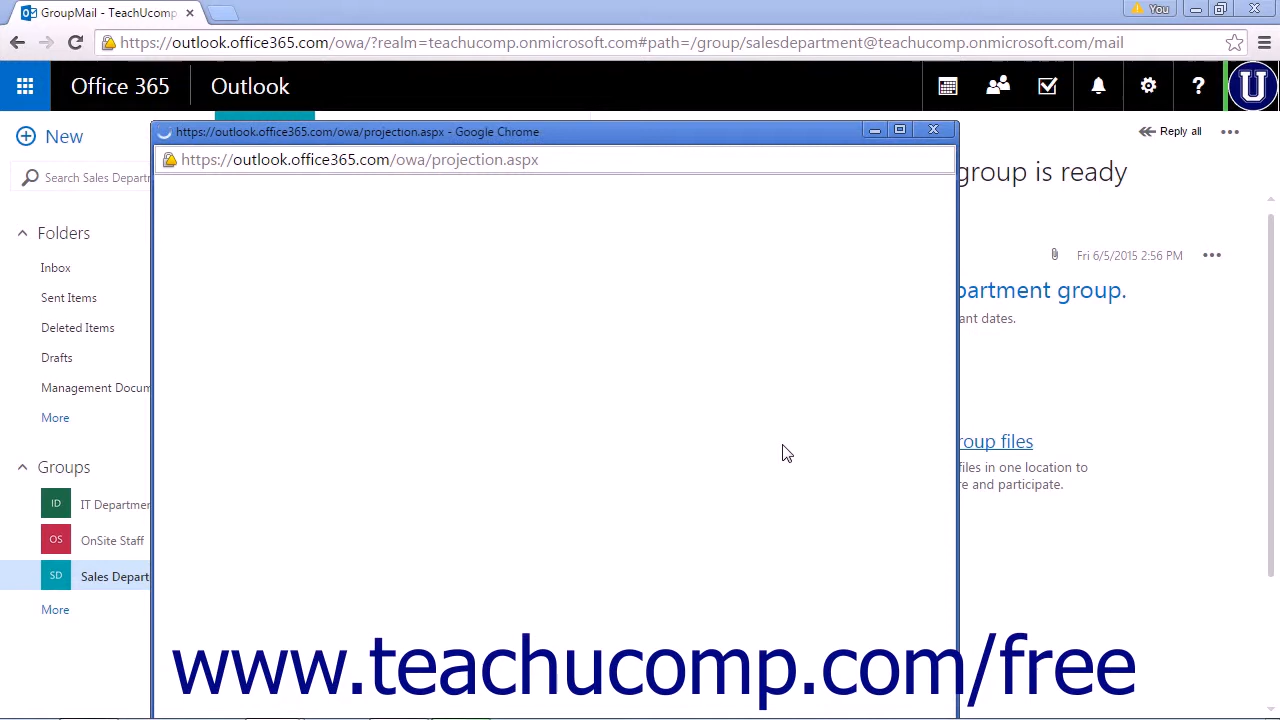 GroupMail - TeachUcomp
You
https://outlook.office365.com/owa/?realm=teachucomp.onmicrosoft.com#path=/group/salesdepartment@teachucomp.onmicrosoft.com/mail
Office 365
Outlook
?
U
https://outlook.office365.com/owa/projection.aspx - Google Chrome
https://outlook.office365.com/owa/projection.aspx
New
Reply all
Search Sales Depart
group is ready
Folders
Inbox
Fri 6/5/2015 2:56 PM
Sent Items
partment group.
ant dates.
Deleted Items
Drafts
Management Docum
More
roup files
Groups
files in one location to
re and participate.
ID IT Departmen
OS OnSite Staff
SD Sales Depart
More
www.teachucomp.com/free